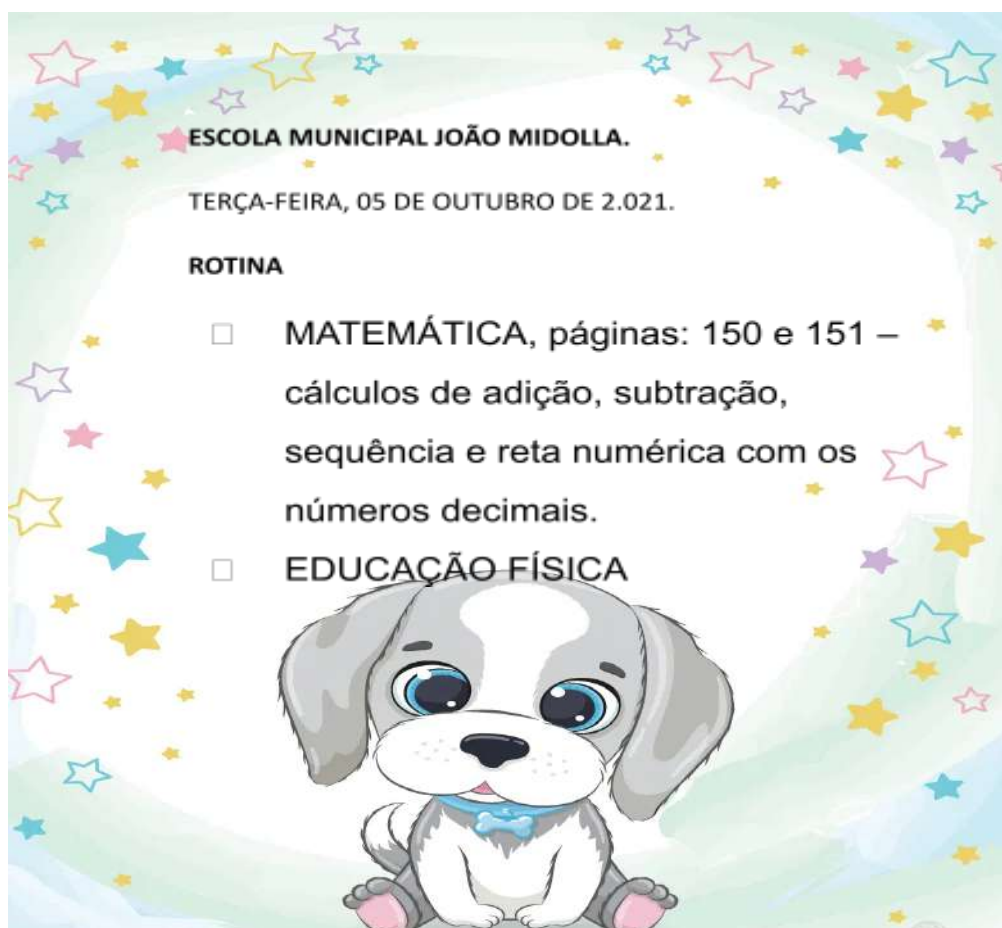 ESCOLA MUNICIPAL JOÃO MIDOLLA.
TERÇA-FEIRA, 05 DE OUTUBRO DE 2.021.
ROTINA
MATEMÁTICA, páginas: 150 e 151 –
cálculos de adição, subtração,
sequência e reta numérica com os
números decimais.
EDUCAÇÃO FÍSICA